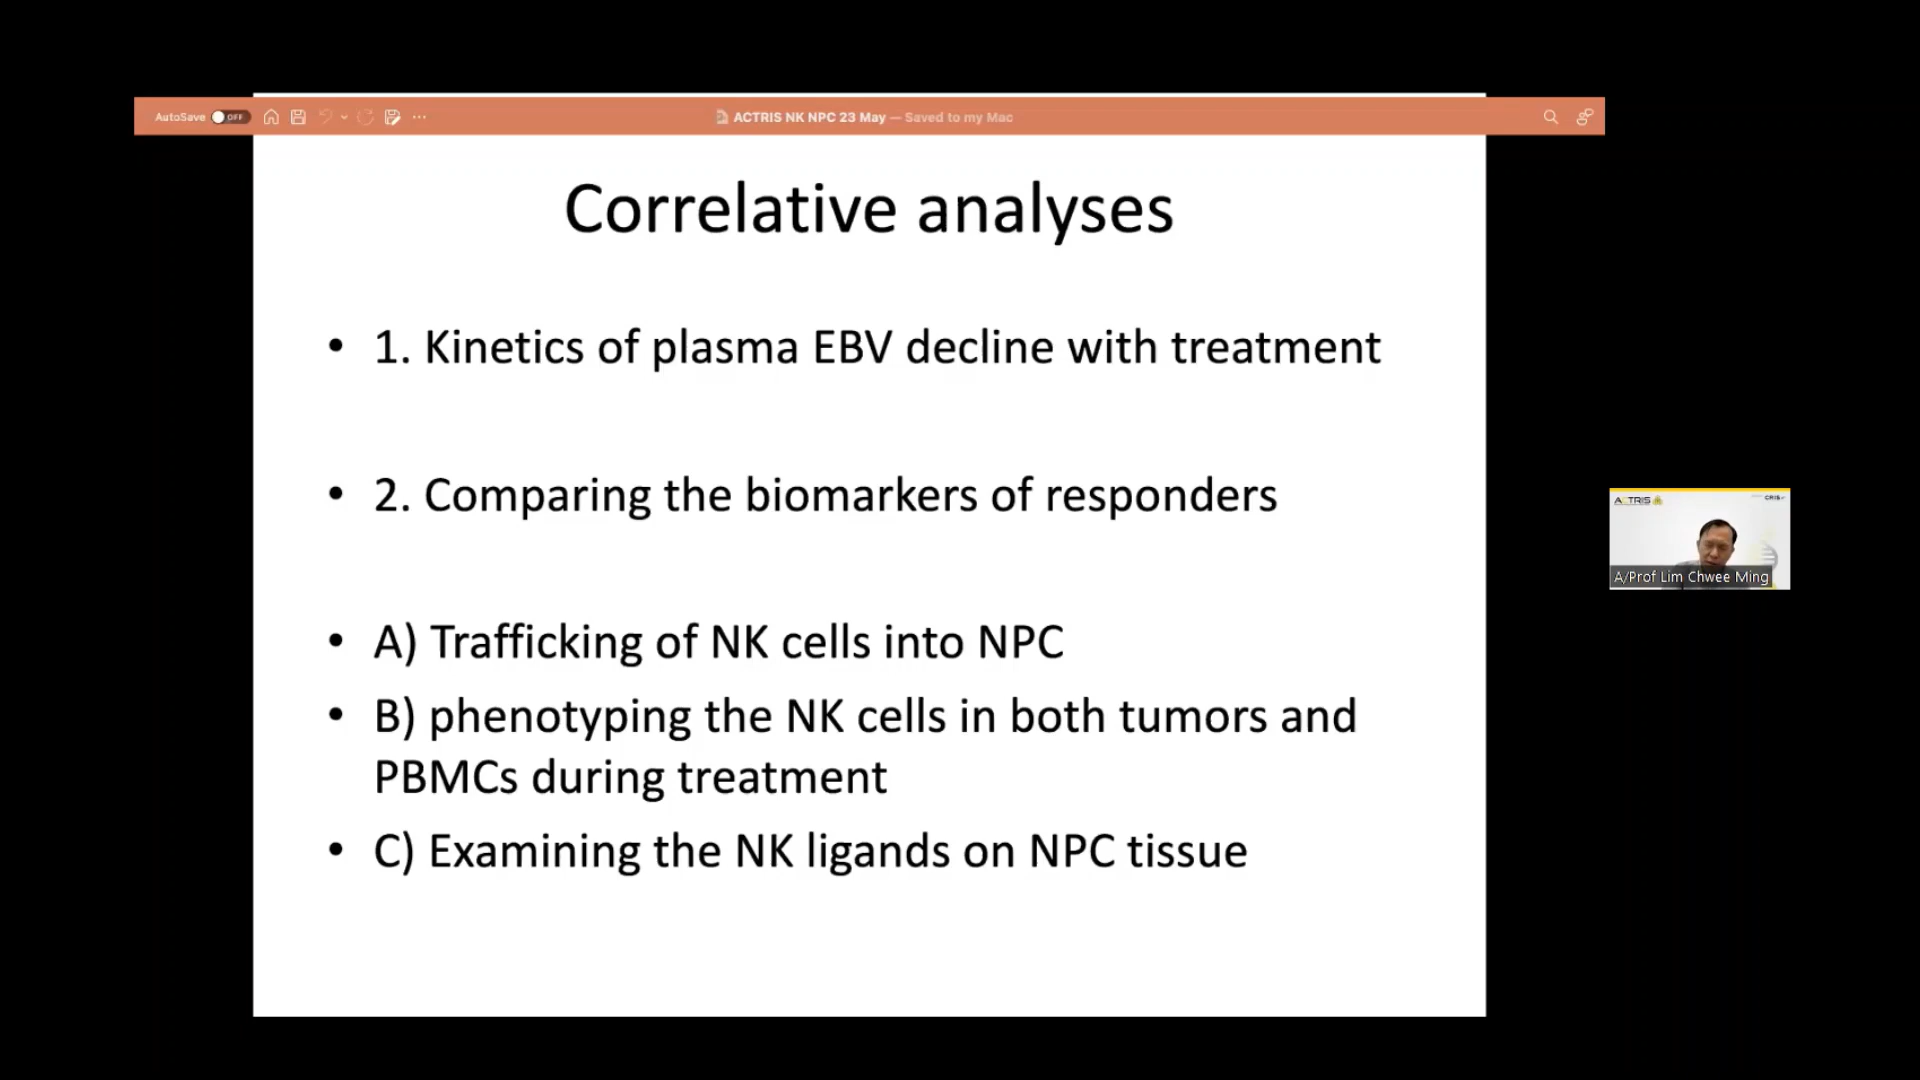 AutoSave OFF ACTRIS NK NPC 23 May — Saved to my Mac
Correlative analyses
• 1. Kinetics of plasma EBV decline with treatment
• 2. Comparing the biomarkers of responders
• A) Trafficking of NK cells into NPC
• B) phenotyping the NK cells in both tumors and
PBMCs during treatment
• C) Examining the NK ligands on NPC tissue
ACTRIS
CRIS
A/Prof Lim Chwee Ming